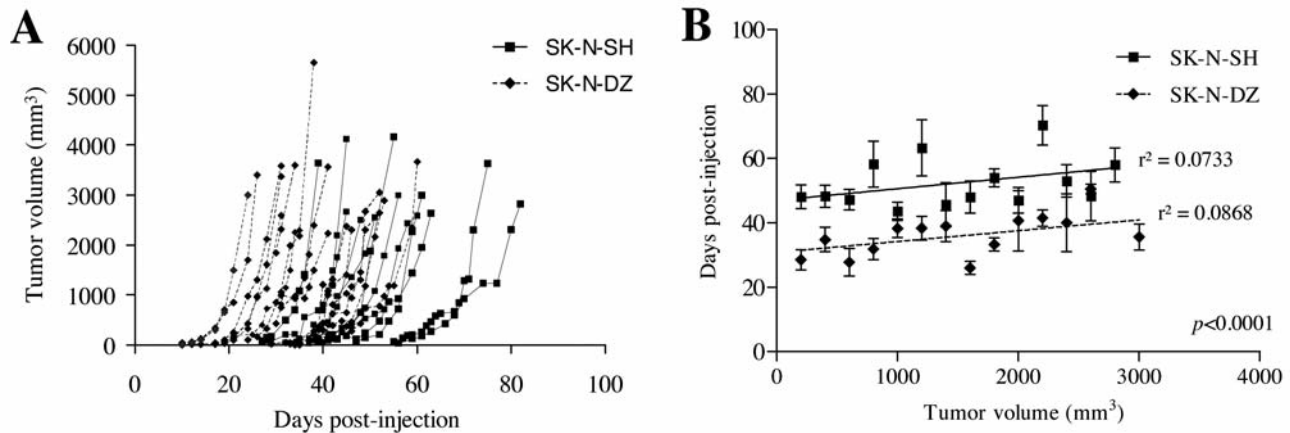 A
Tumor volume (mm³)
6000
5000
4000
3000
2000
1000
0
0 20 40 60 80 100
Days post-injection
SK-N-SH
SK-N-DZ
B
Days post-injection
100
80
60
40
20
0
0 1000 2000 3000 4000
Tumor volume (mm³)
SK-N-SH
SK-N-DZ
r² = 0.0733
r² = 0.0868
p<0.0001